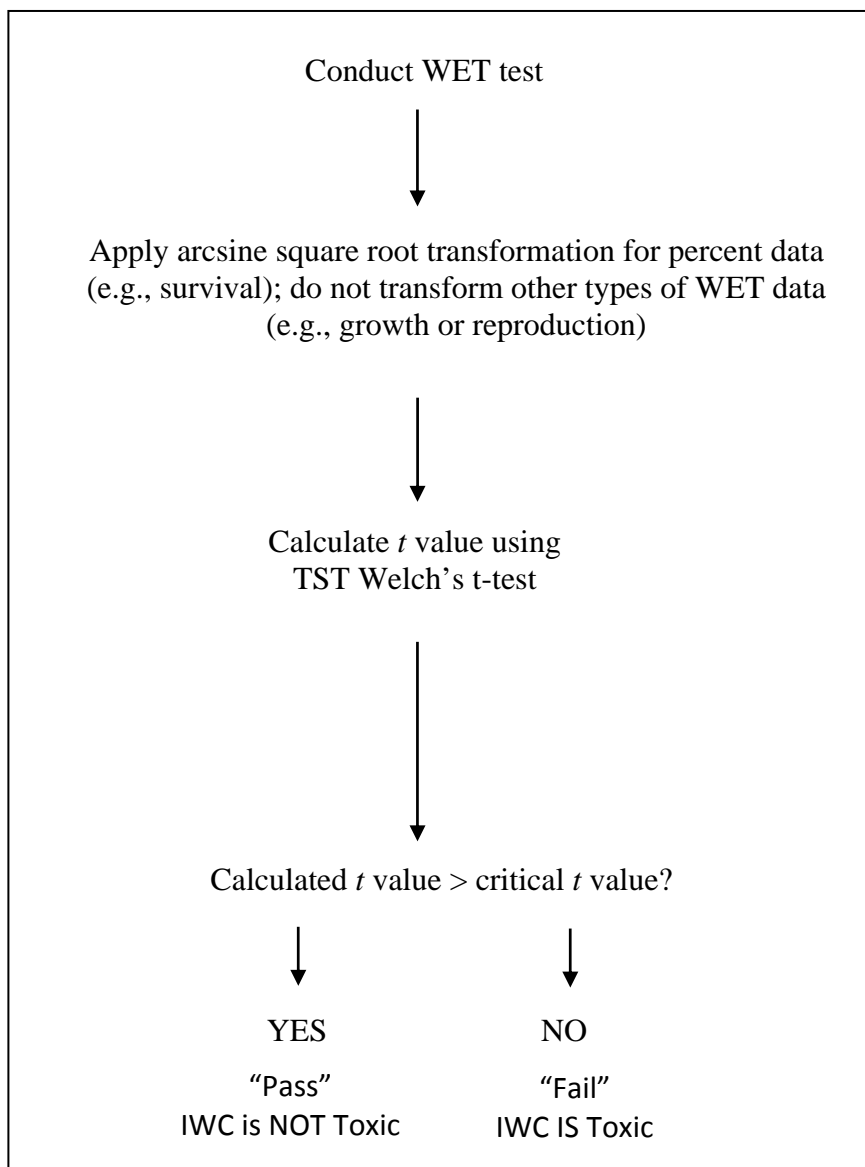 Conduct WET test
Apply arcsine square root transformation for percent data
(e.g., survival); do not transform other types of WET data
(e.g., growth or reproduction)
Calculate t value using
TST Welch’s t-test
Calculated t value > critical t value?
YES
“Pass”
IWC is NOT Toxic
NO
“Fail”
IWC IS Toxic